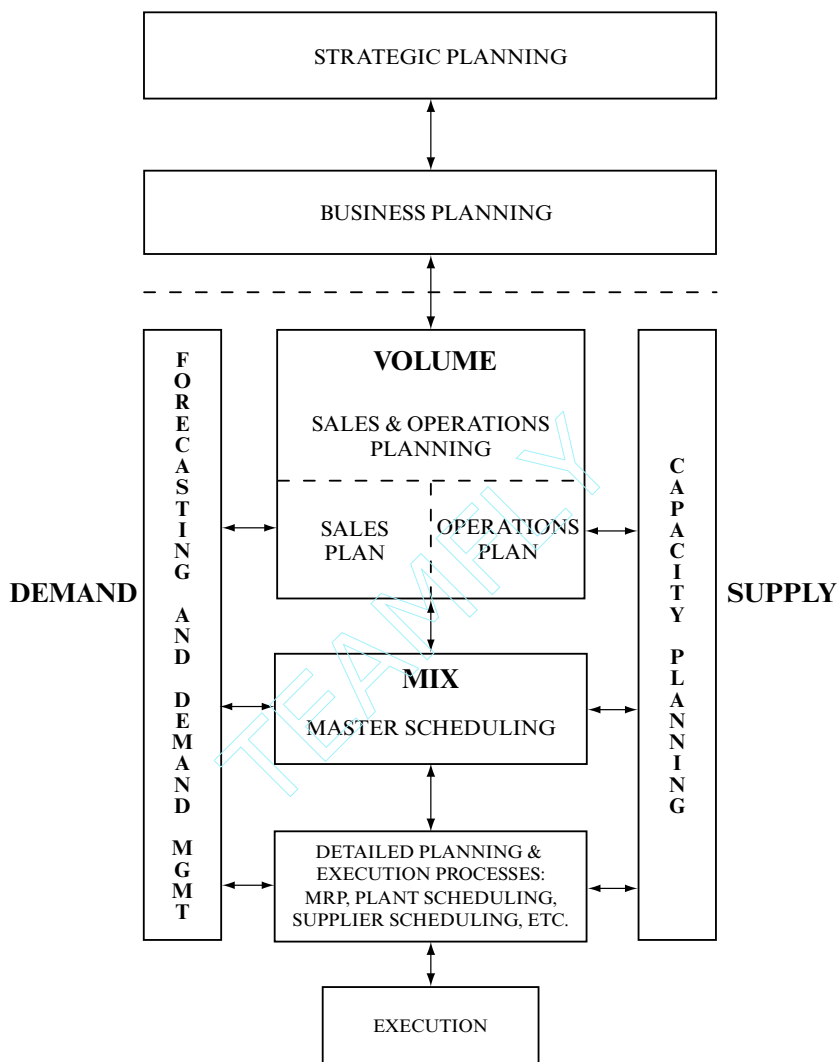 STRATEGIC PLANNING
BUSINESS PLANNING
VOLUME
SALES & OPERATIONS
PLANNING
SALES
PLAN
OPERATIONS
PLAN
DEMAND
FORECASTING AND DEMAND MGMT
CAPACITY PLANNING
SUPPLY
MIX
MASTER SCHEDULING
DETAILED PLANNING &
EXECUTION PROCESSES:
MRP, PLANT SCHEDULING,
SUPPLIER SCHEDULING, ETC.
EXECUTION
TEAMFLY